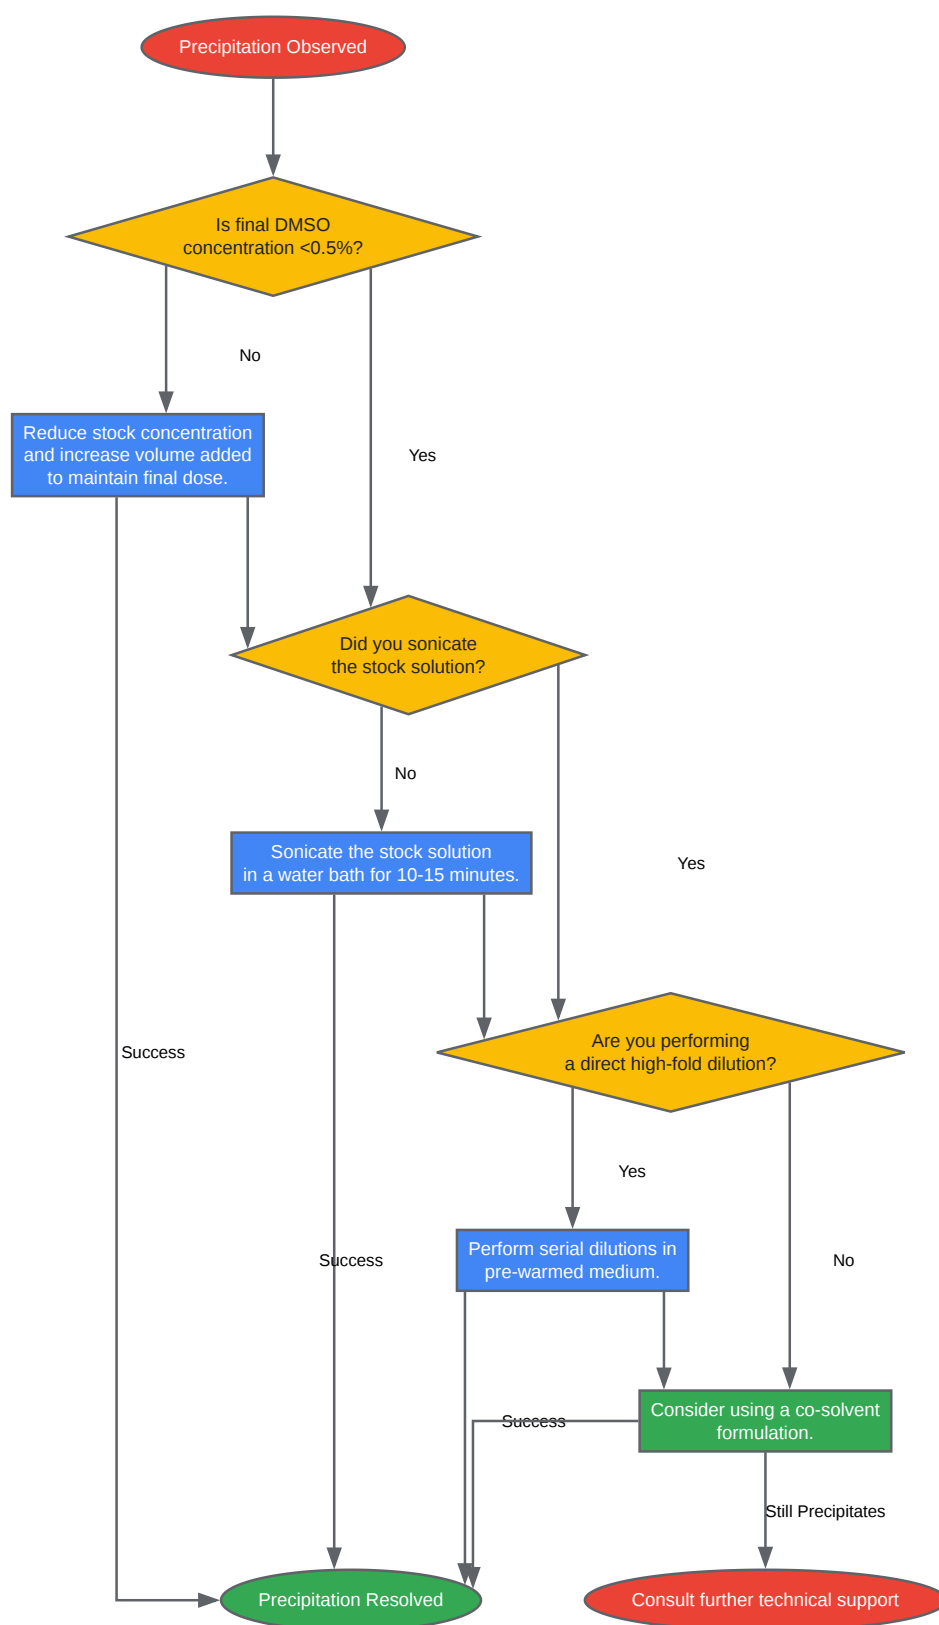 Precipitation Observed
Is final DMSO
concentration <0.5%?
No
Reduce stock concentration
and increase volume added
to maintain final dose.
Yes
Did you sonicate
the stock solution?
No
Sonicate the stock solution
in a water bath for 10-15 minutes.
Yes
Are you performing
a direct high-fold dilution?
Success
Yes
Perform serial dilutions in
pre-warmed medium.
Success
No
Consider using a co-solvent
formulation.
Success
Still Precipitates
Precipitation Resolved
Consult further technical support